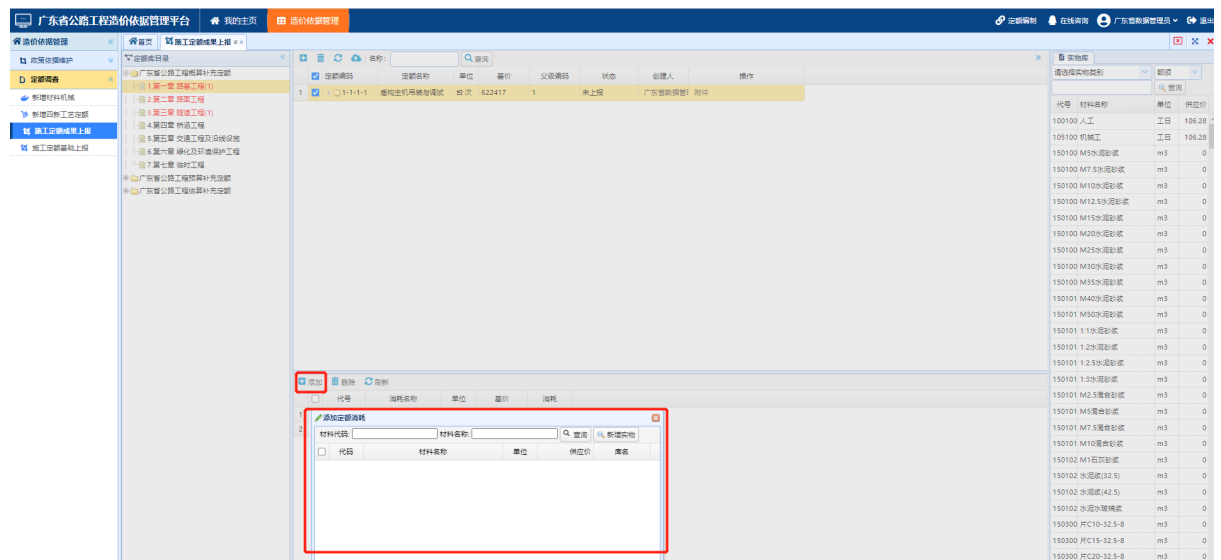 广东省公路工程造价依据管理平台 我的主页 造价依据管理 定额编制 在线咨询 广东省数据管理员 退出
造价依据管理
政策依据维护
D 定额调查
新增材料机械
新增四新工艺定额
施工定额成果上报
施工定额基础上报
首页 施工定额成果上报
定额库目录
广东省公路工程概算补充定额
1.第一章 路基工程(1)
2.第二章 路面工程
3.第三章 隧道工程(1)
4.第四章 桥涵工程
5.第五章 交通工程及沿线设施
6.第六章 绿化及环境保护工程
7.第七章 临时工程
广东省公路工程预算补充定额
广东省公路工程估算补充定额
名称: 查询
定额编码 定额名称 单位 基价 父级编码 状态 创建人 操作
1 1-1-1-1 盾构主机吊装与调试 台·次 622417 1 未上报 广东省数据管 附件
添加 删除 刷新
代号 消耗名称 单位 基价 消耗
1
2
添加定额消耗
材料代码: 材料名称: 查询 新增实物
代码 材料名称 单位 供应价 库名
实物库
请选择实物类别 部颁
查询
代号 材料名称 单位 供应价
100100 人工 工日 106.28
105100 机械工 工日 106.28
150100 M5水泥砂浆 m3 0
150100 M7.5水泥砂浆 m3 0
150100 M10水泥砂浆 m3 0
150100 M12.5水泥砂浆 m3 0
150100 M15水泥砂浆 m3 0
150100 M20水泥砂浆 m3 0
150100 M25水泥砂浆 m3 0
150100 M30水泥砂浆 m3 0
150100 M35水泥砂浆 m3 0
150101 M40水泥砂浆 m3 0
150101 M50水泥砂浆 m3 0
150101 1:1水泥砂浆 m3 0
150101 1:2水泥砂浆 m3 0
150101 1:2.5水泥砂浆 m3 0
150101 1:3水泥砂浆 m3 0
150101 M2.5混合砂浆 m3 0
150101 M5混合砂浆 m3 0
150101 M7.5混合砂浆 m3 0
150101 M10混合砂浆 m3 0
150102 M1石灰砂浆 m3 0
150102 水泥浆(32.5) m3 0
150102 水泥浆(42.5) m3 0
150102 水泥水玻璃浆 m3 0
150300 片C10-32.5-8 m3 0
150300 片C15-32.5-8 m3 0
150300 片C20-32.5-8 m3 0